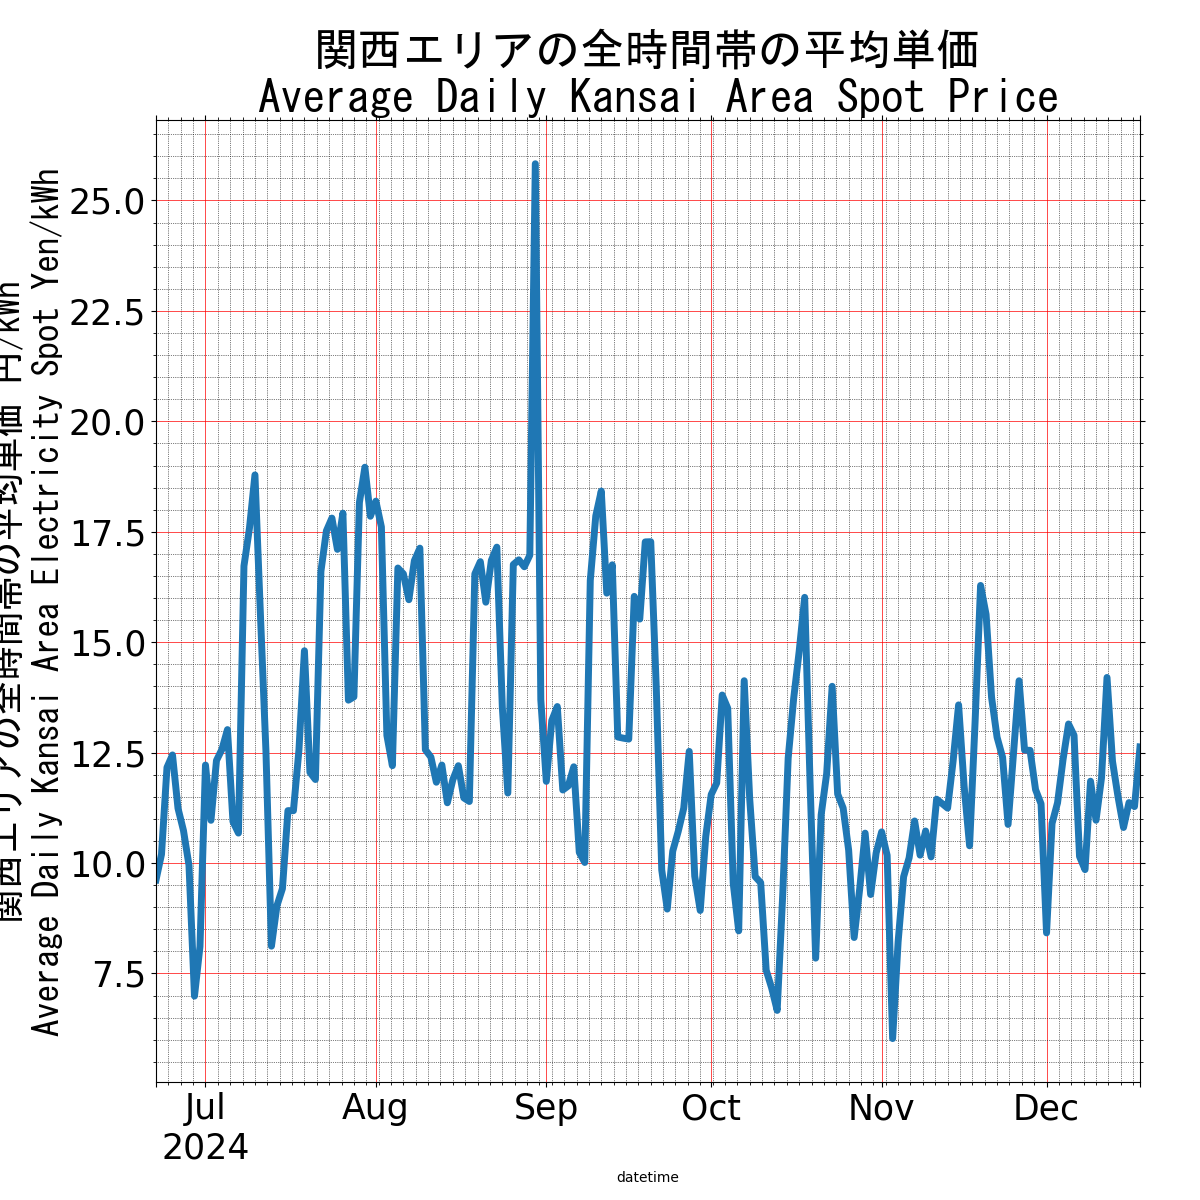 関西エリアの全時間帯の平均単価
Average Daily Kansai Area Spot Price
関西エリアの全時間帯の平均単価 円/kWh
Average Daily Kansai Area Electricity Spot Yen/kWh
25.0
22.5
20.0
17.5
15.0
12.5
10.0
7.5
Jul Aug Sep Oct Nov Dec
2024
datetime